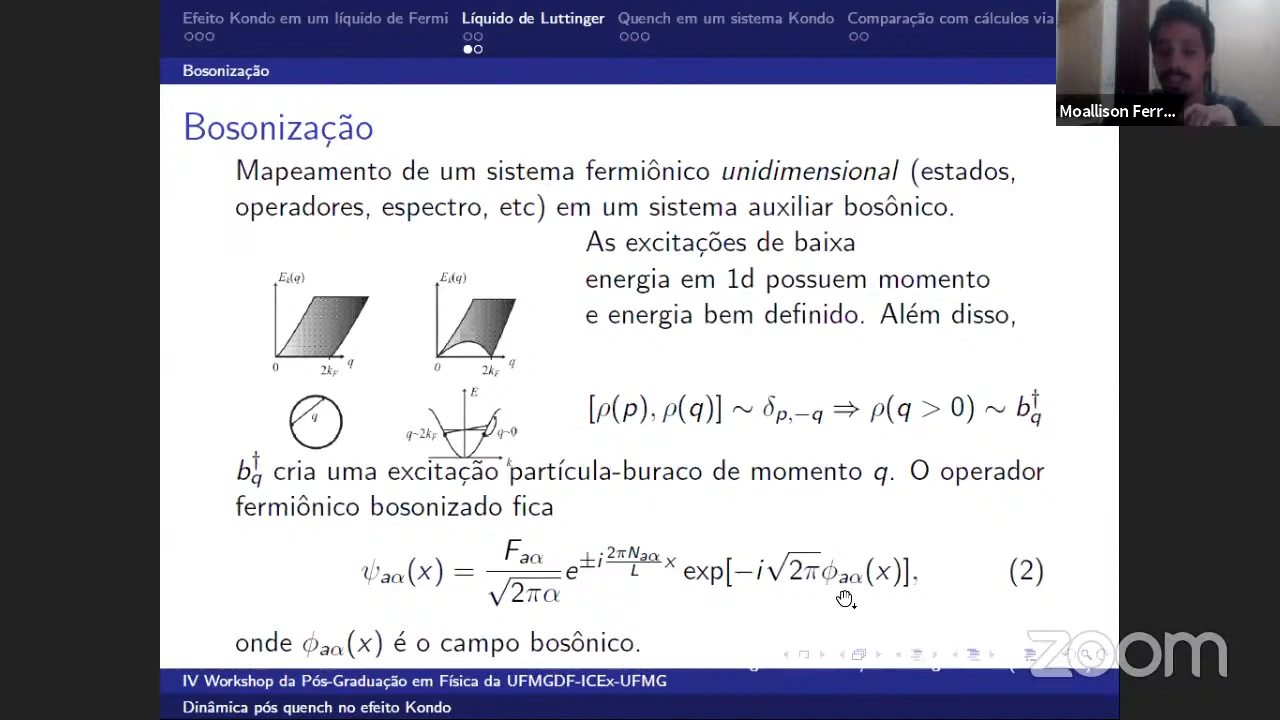 Efeito Kondo em um líquido de Fermi Líquido de Luttinger Quench em um sistema Kondo Comparação com cálculos via
Bosonização
Moallison Ferr...
Bosonização
Mapeamento de um sistema fermiônico unidimensional (estados,
operadores, espectro, etc) em um sistema auxiliar bosônico.
As excitações de baixa
energia em 1d possuem momento
e energia bem definido. Além disso,
E_k(q) E_k(q)
0 2k_F q 0 2k_F q
[ρ(p), ρ(q)] ∼ δ_{p,−q} ⇒ ρ(q > 0) ∼ b_q^†
q E q~2k_F q~0 k
b_q^† cria uma excitação partícula-buraco de momento q. O operador
fermiônico bosonizado fica
ψ_{aα}(x) = F_{aα}/√(2πα) e^{±i (2πN_{aα}/L) x} exp[−i√(2π)ϕ_{aα}(x)], (2)
onde ϕ_{aα}(x) é o campo bosônico.
zoom
IV Workshop da Pós-Graduação em Física da UFMGDF-ICEx-UFMG
Dinâmica pós quench no efeito Kondo